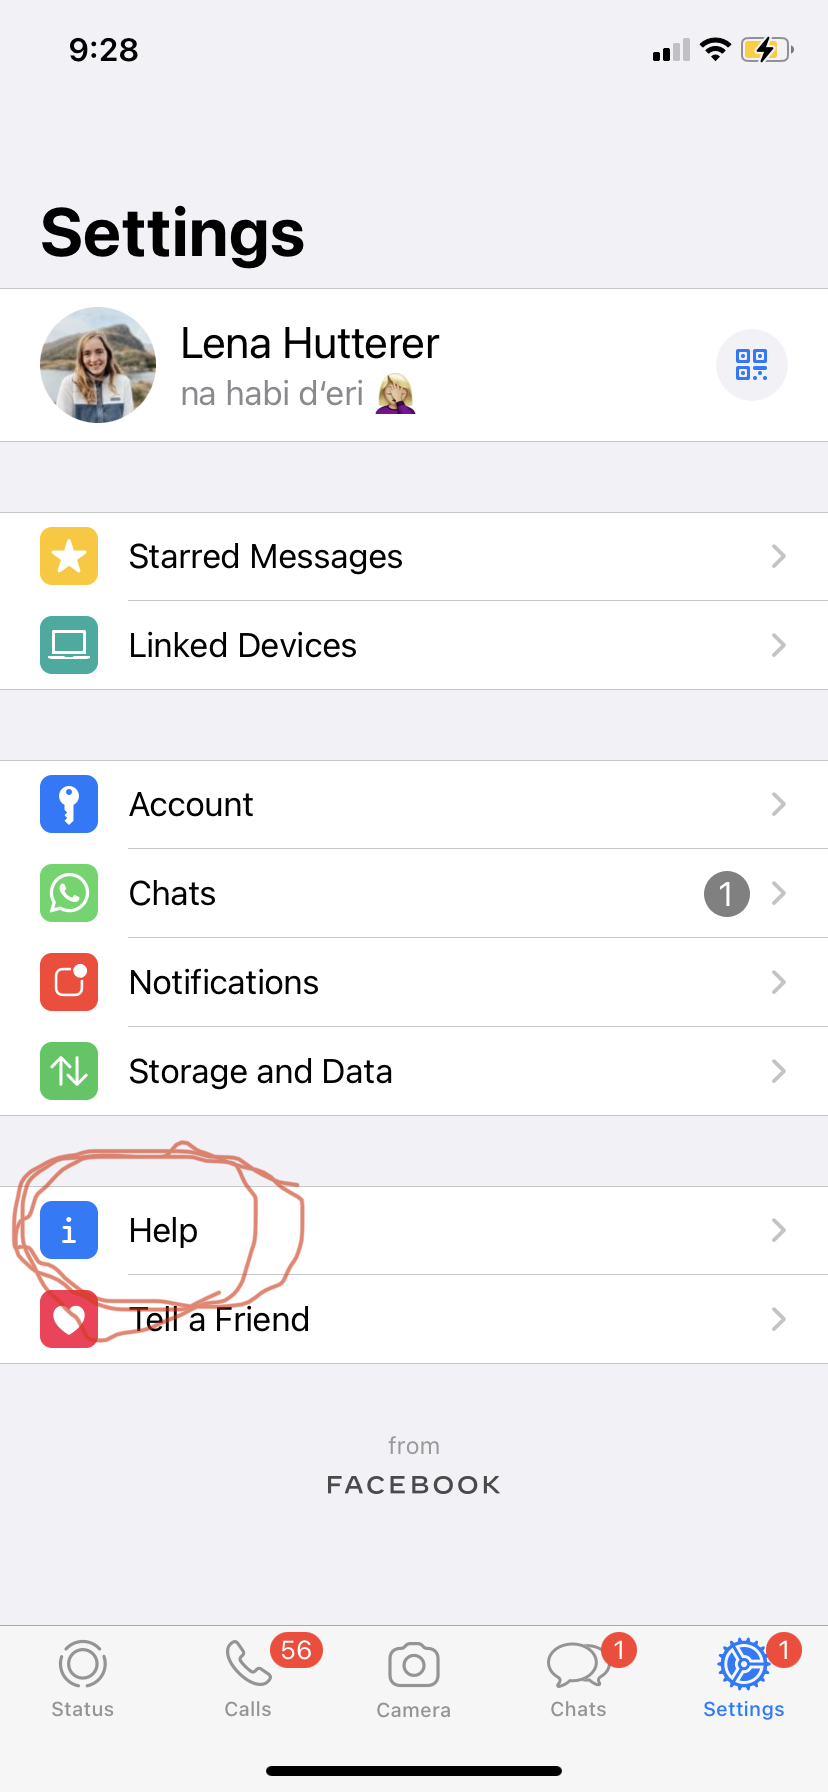 9:28
Settings
Lena Hutterer
na habi d‘eri 🤦🏼‍♀️
Starred Messages
Linked Devices
Account
Chats 1
Notifications
Storage and Data
Help
Tell a Friend
from
FACEBOOK
56 1 1
Status Calls Camera Chats Settings